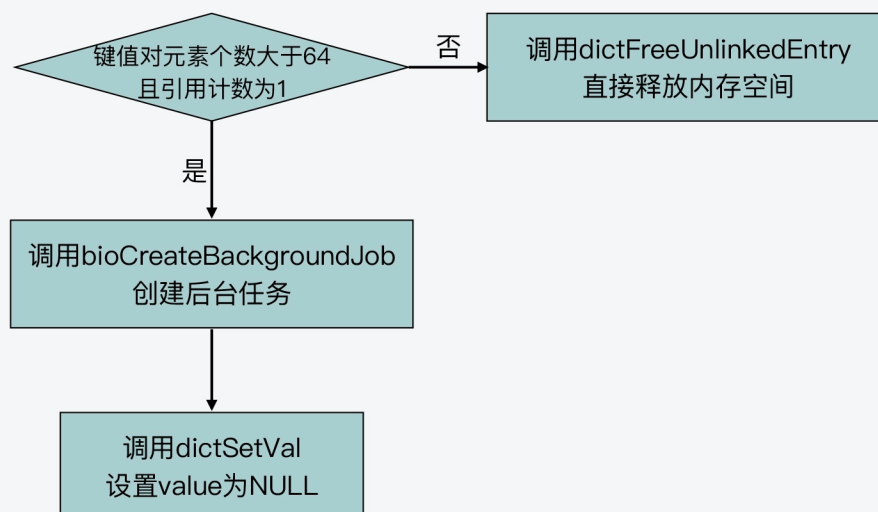 键值对元素个数大于64
且引用计数为1
否
调用dictFreeUnlinkedEntry
直接释放内存空间
是
调用bioCreateBackgroundJob
创建后台任务
调用dictSetVal
设置value为NULL